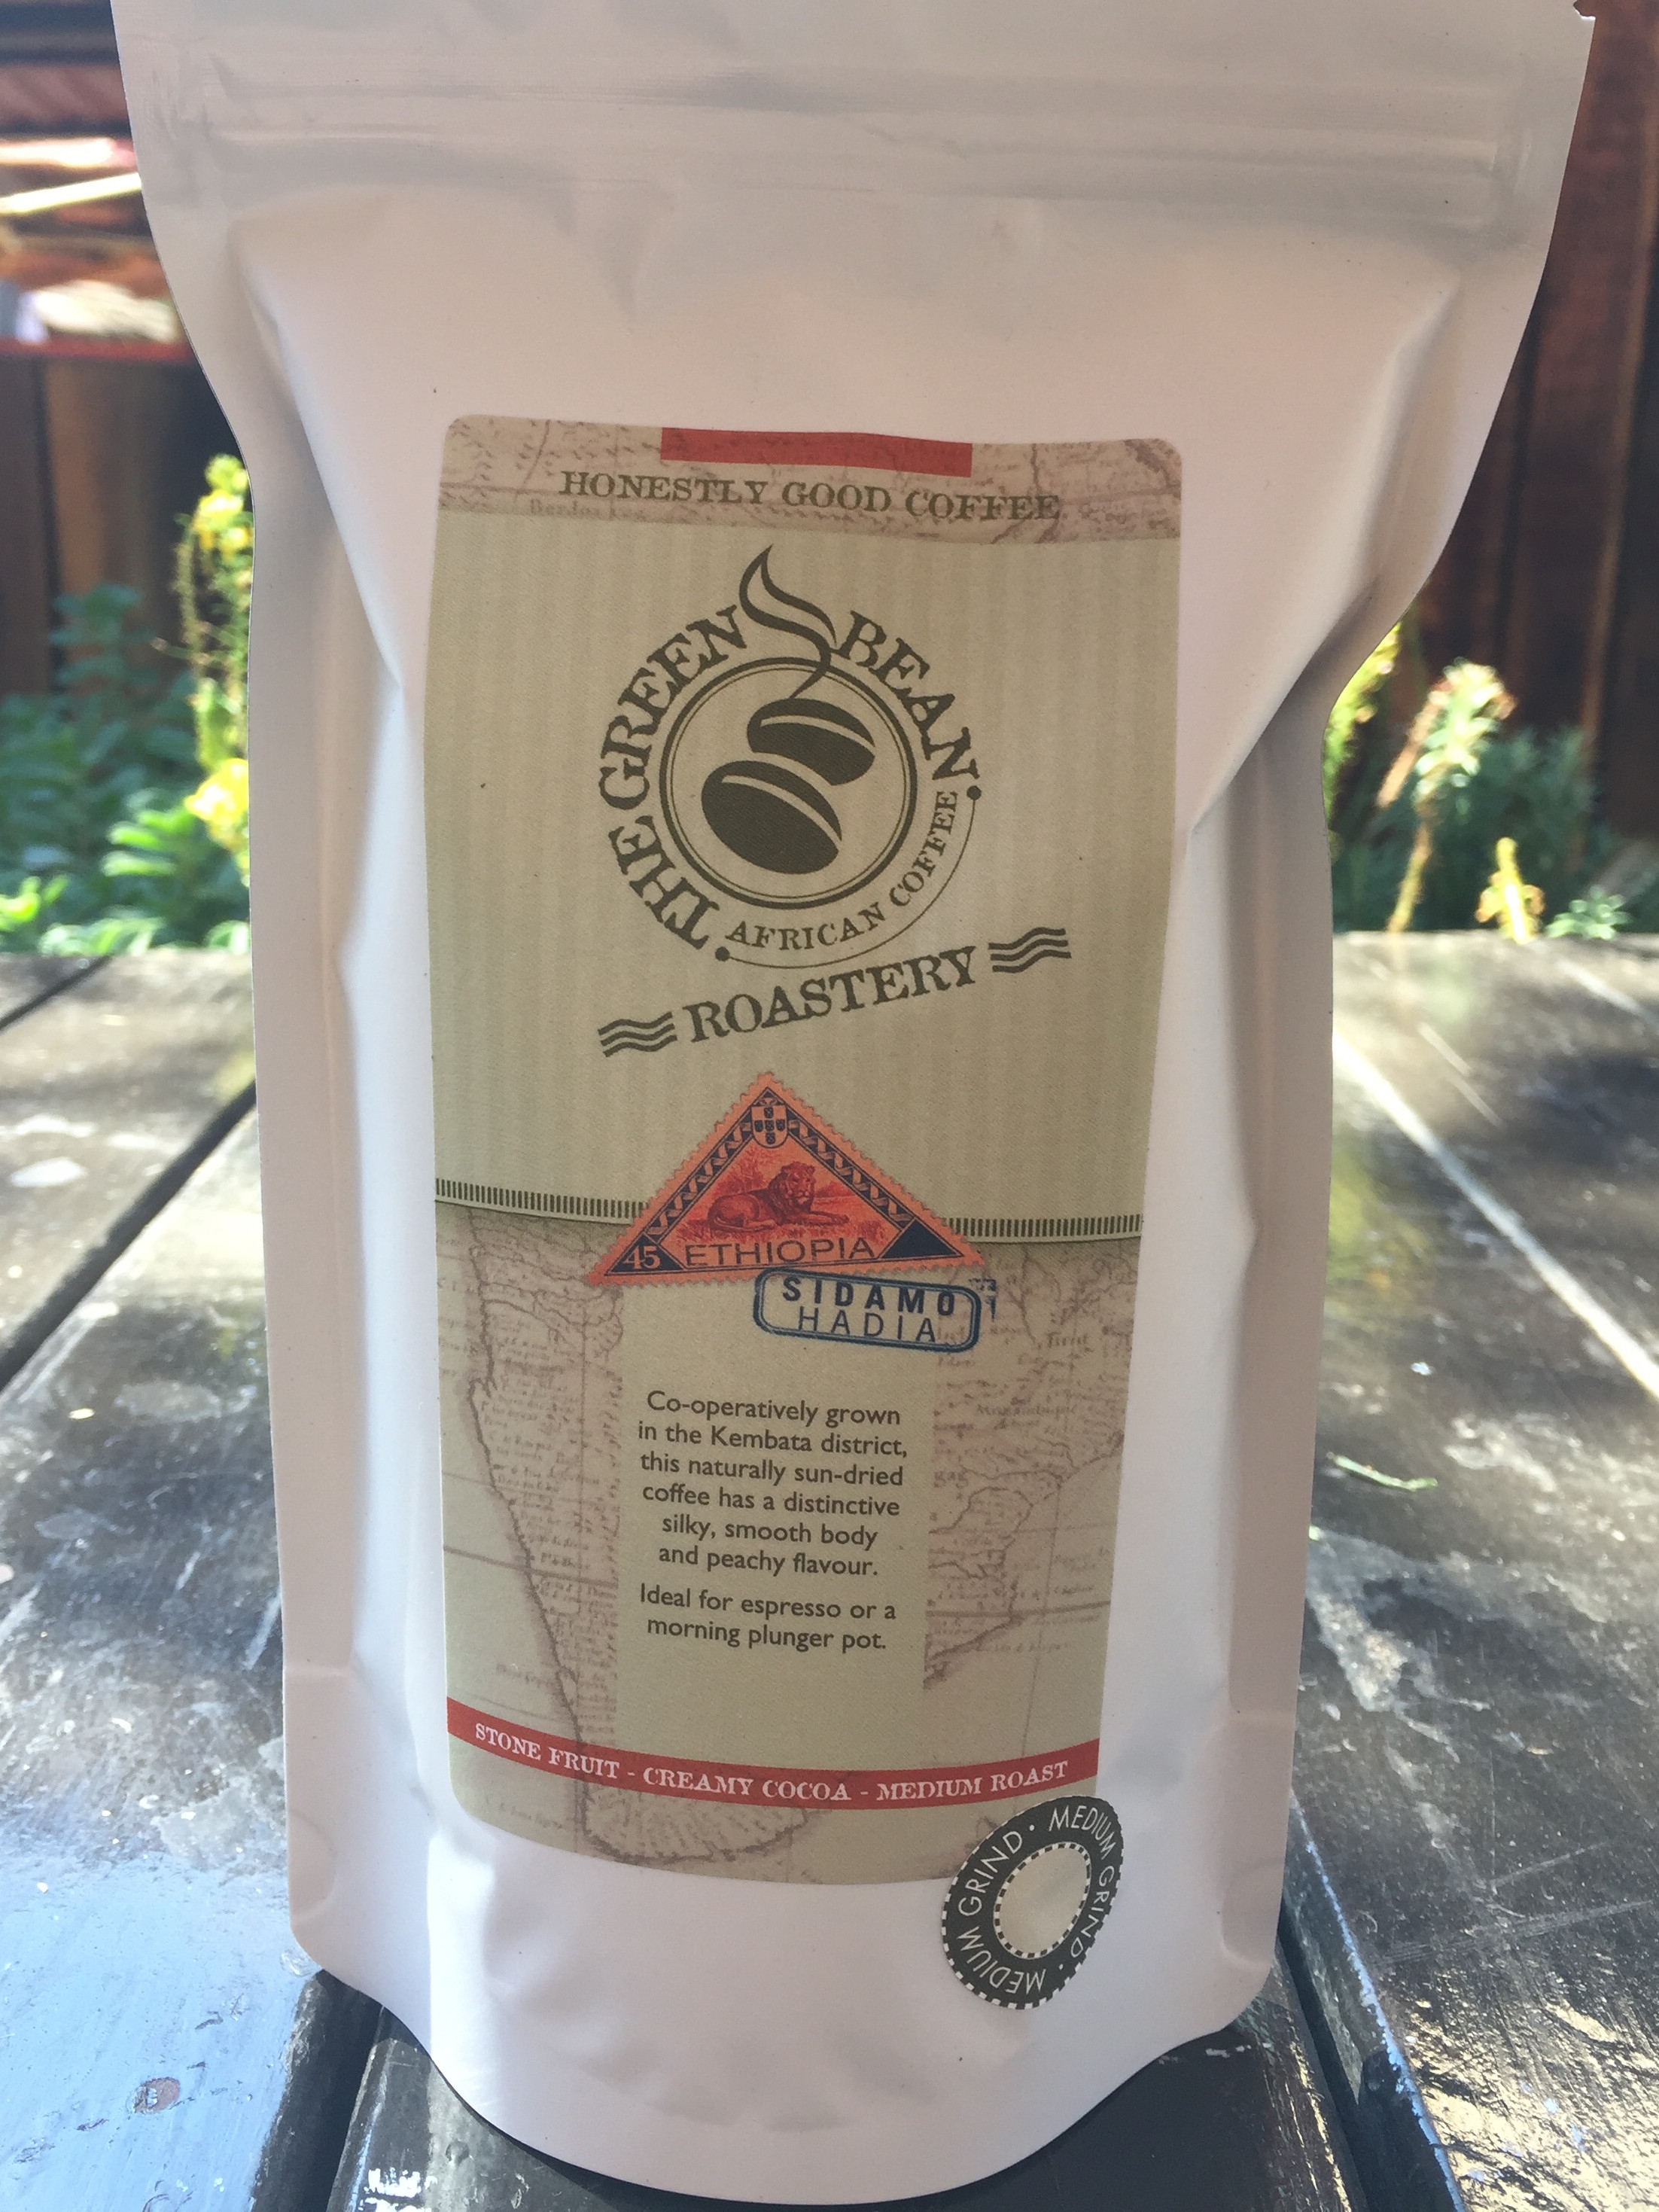 HONESTLY GOOD COFFEE
THE GREEN BEAN
AFRICAN COFFEE
ROASTERY
45 ETHIOPIA
SIDAMO
HADIA
Co-operatively grown
in the Kembata district,
this naturally sun-dried
coffee has a distinctive
silky, smooth body
and peachy flavour.
Ideal for espresso or a
morning plunger pot.
STONE FRUIT - CREAMY COCOA - MEDIUM ROAST
MEDIUM GRIND · MEDIUM GRIND · MEDIUM